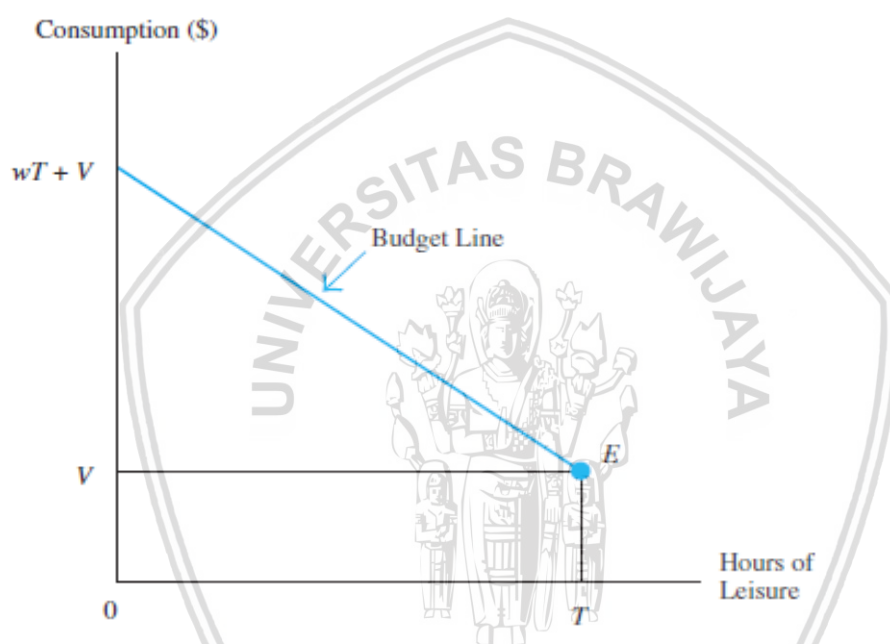 Consumption ($)
UNIVERSITAS BRAWIJAYA
wT + V
Budget Line
V
E
Hours of
Leisure
0
T